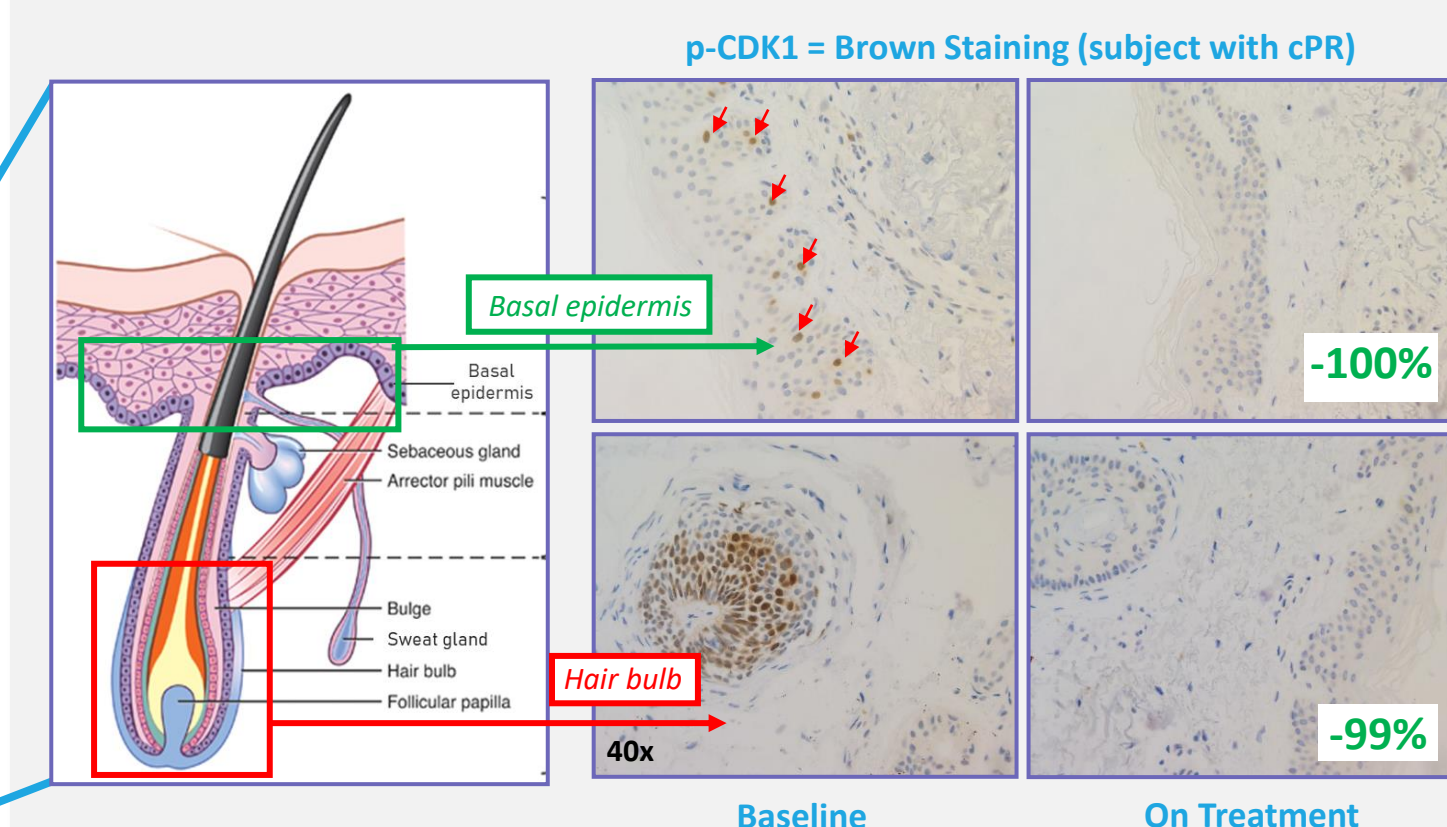 p-CDK1 = Brown Staining (subject with cPR)
Basal epidermis
Basal
epidermis
Sebaceous gland
Arrector pili muscle
Bulge
Sweat gland
Hair bulb
Follicular papilla
Hair bulb
40x
-100%
-99%
Baseline
On Treatment